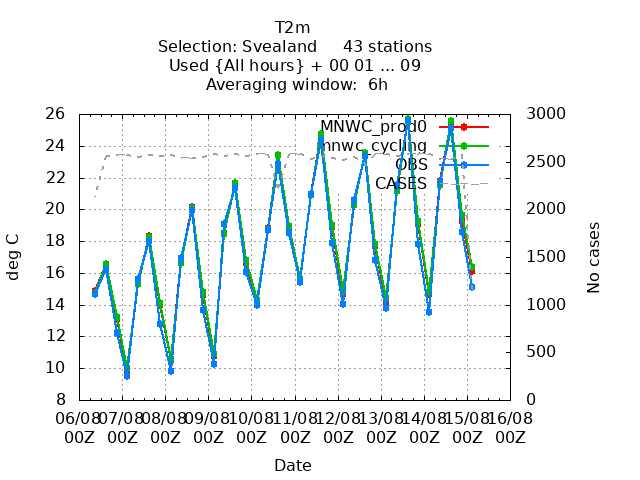 T2m
Selection: Svealand     43 stations
Used {All hours} + 00 01 ... 09
Averaging window:  6h
26
24
22
20
18
16
14
12
10
8
3000
2500
2000
1500
1000
500
0
deg C
No cases
MNWC_prod0
mnwc_cycling
OBS
CASES
06/08 07/08 08/08 09/08 10/08 11/08 12/08 13/08 14/08 15/08 16/08
00Z 00Z 00Z 00Z 00Z 00Z 00Z 00Z 00Z 00Z 00Z
Date